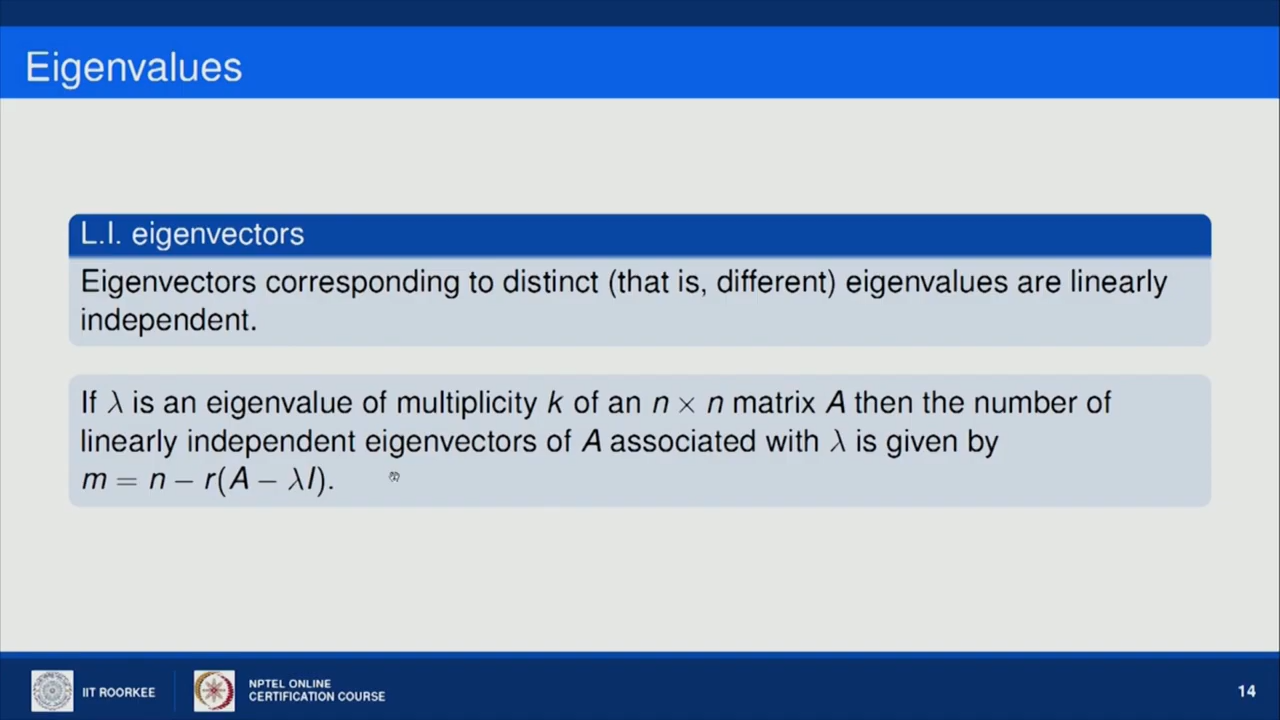 Eigenvalues
L.I. eigenvectors
Eigenvectors corresponding to distinct (that is, different) eigenvalues are linearly
independent.
If λ is an eigenvalue of multiplicity k of an n × n matrix A then the number of
linearly independent eigenvectors of A associated with λ is given by
m = n − r(A − λI).
IIT ROORKEE
NPTEL ONLINE
CERTIFICATION COURSE
14